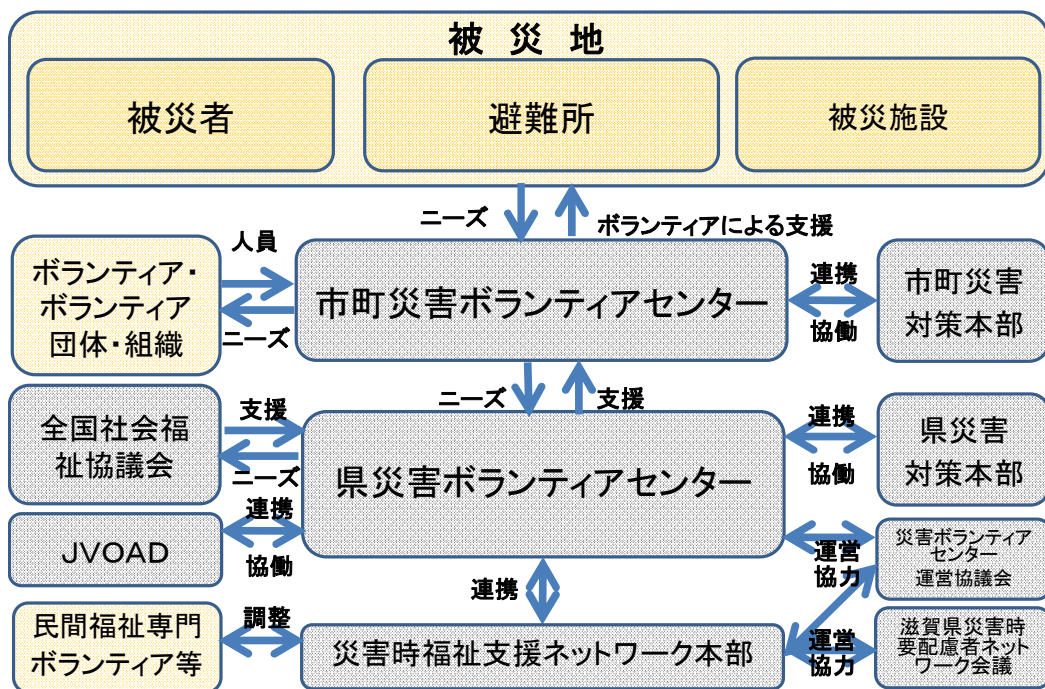 被 災 地
被災者
避難所
被災施設
ニーズ
ボランティアによる支援
ボランティア・
ボランティア
団体・組織
人員
ニーズ
市町災害ボランティアセンター
連携
協働
市町災害
対策本部
ニーズ
支援
全国社会福
祉協議会
支援
ニーズ
県災害ボランティアセンター
連携
協働
県災害
対策本部
JVOAD
連携
協働
運営
協力
災害ボランティア
センター
運営協議会
連携
民間福祉専門
ボランティア等
調整
災害時福祉支援ネットワーク本部
運営
協力
滋賀県災害時
要配慮者ネット
ワーク会議